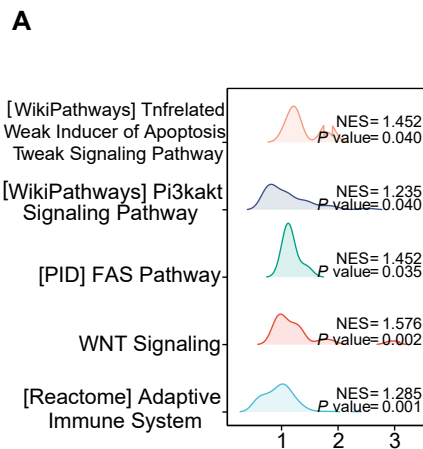 A
[WikiPathways] Tnfrelated
Weak Inducer of Apoptosis
Tweak Signaling Pathway
NES= 1.452
P value= 0.040
[WikiPathways] Pi3kakt
Signaling Pathway
NES= 1.235
P value= 0.040
[PID] FAS Pathway
NES= 1.452
P value= 0.035
WNT Signaling
NES= 1.576
P value= 0.002
[Reactome] Adaptive
Immune System
NES= 1.285
P value= 0.001
1 2 3